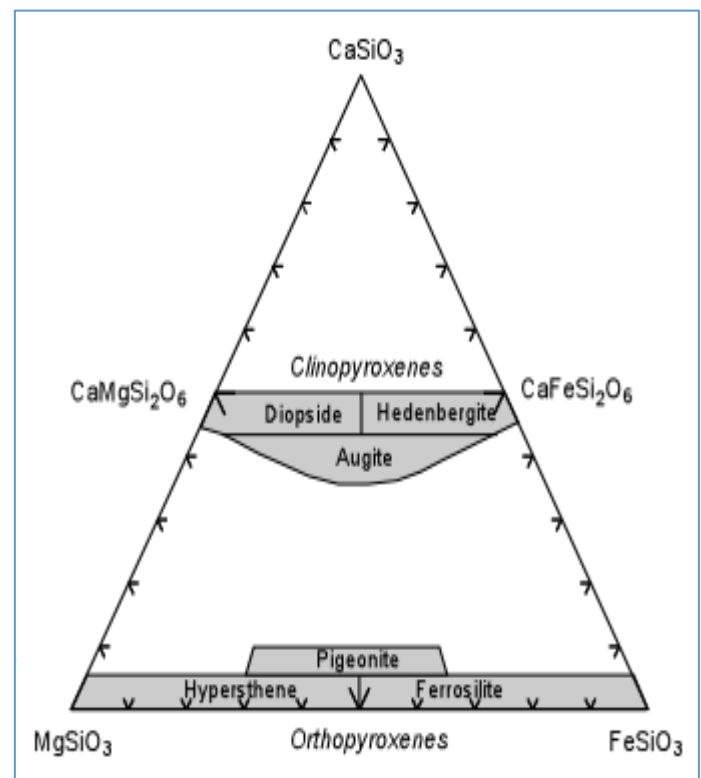 CaSiO₃
Clinopyroxenes
CaMgSi₂O₆
CaFeSi₂O₆
Diopside
Hedenbergite
Augite
Pigeonite
Hypersthene
Ferrosilite
MgSiO₃
Orthopyroxenes
FeSiO₃